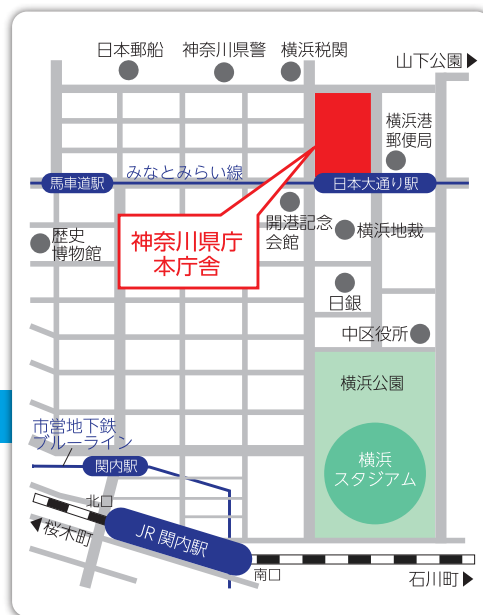 日本郵船
神奈川県警
横浜税関
山下公園▶
横浜港
郵便局
みなとみらい線
馬車道駅
日本大通り駅
開港記念
会館
横浜地裁
神奈川県庁
本庁舎
歴史
博物館
日銀
中区役所
横浜公園
市営地下鉄
ブルーライン
関内駅
横浜
スタジアム
北口
◀桜木町
JR 関内駅
南口
石川町▶